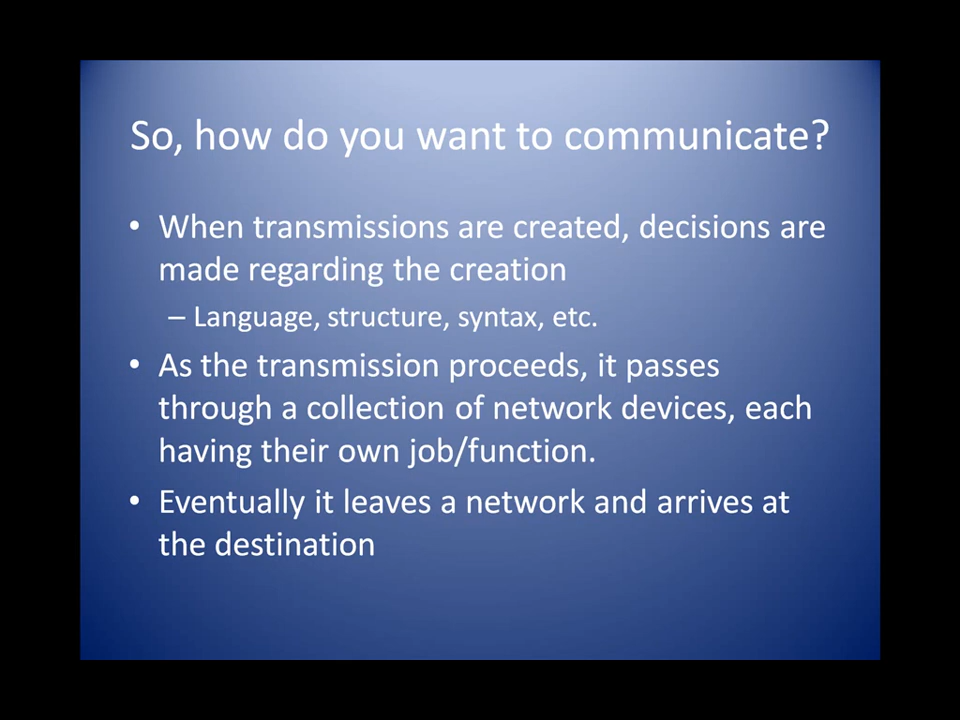 So, how do you want to communicate?
• When transmissions are created, decisions are
made regarding the creation
– Language, structure, syntax, etc.
• As the transmission proceeds, it passes
through a collection of network devices, each
having their own job/function.
• Eventually it leaves a network and arrives at
the destination